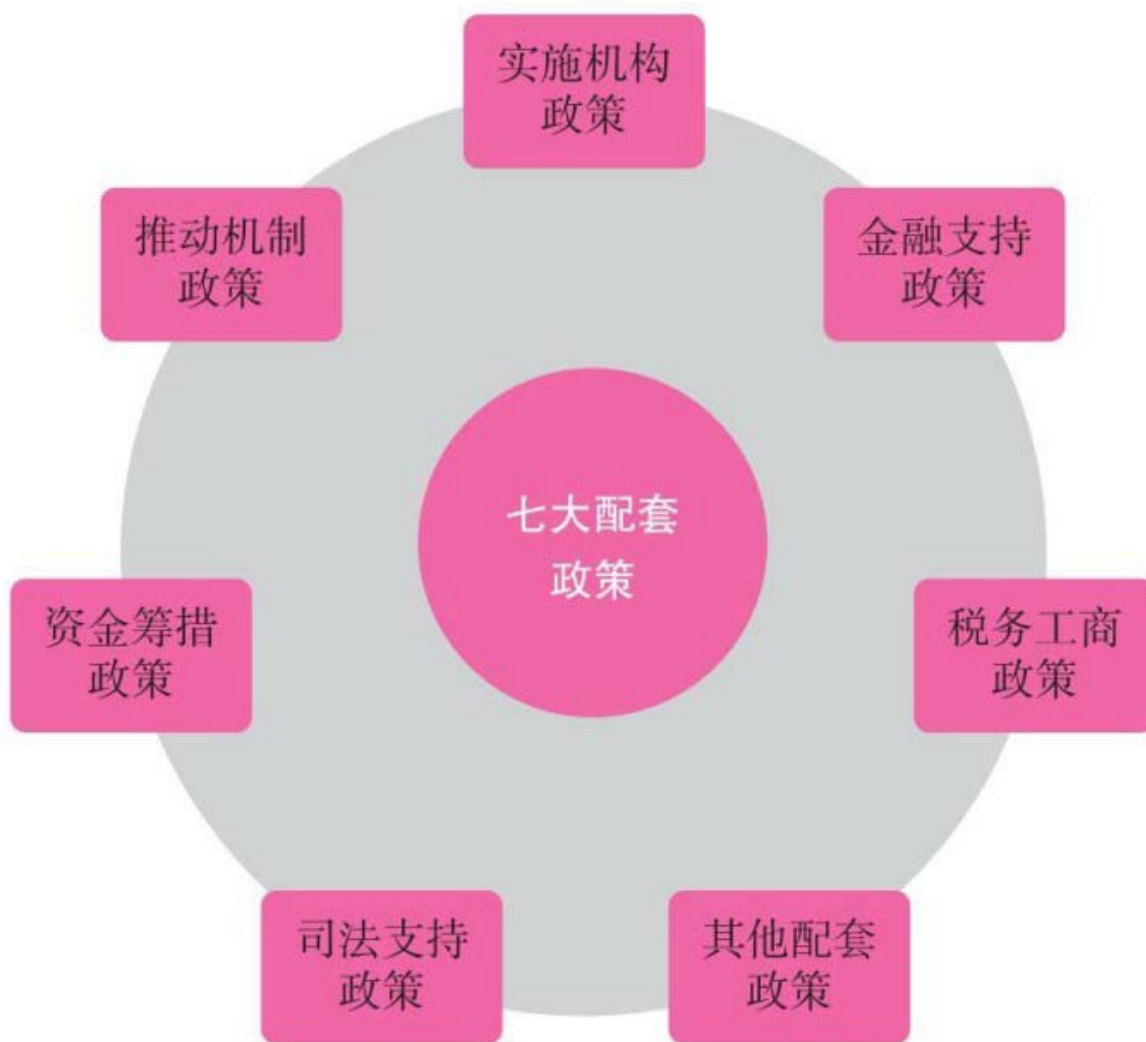 实施机构
政策
推动机制
政策
金融支持
政策
七大配套
政策
资金筹措
政策
税务工商
政策
司法支持
政策
其他配套
政策